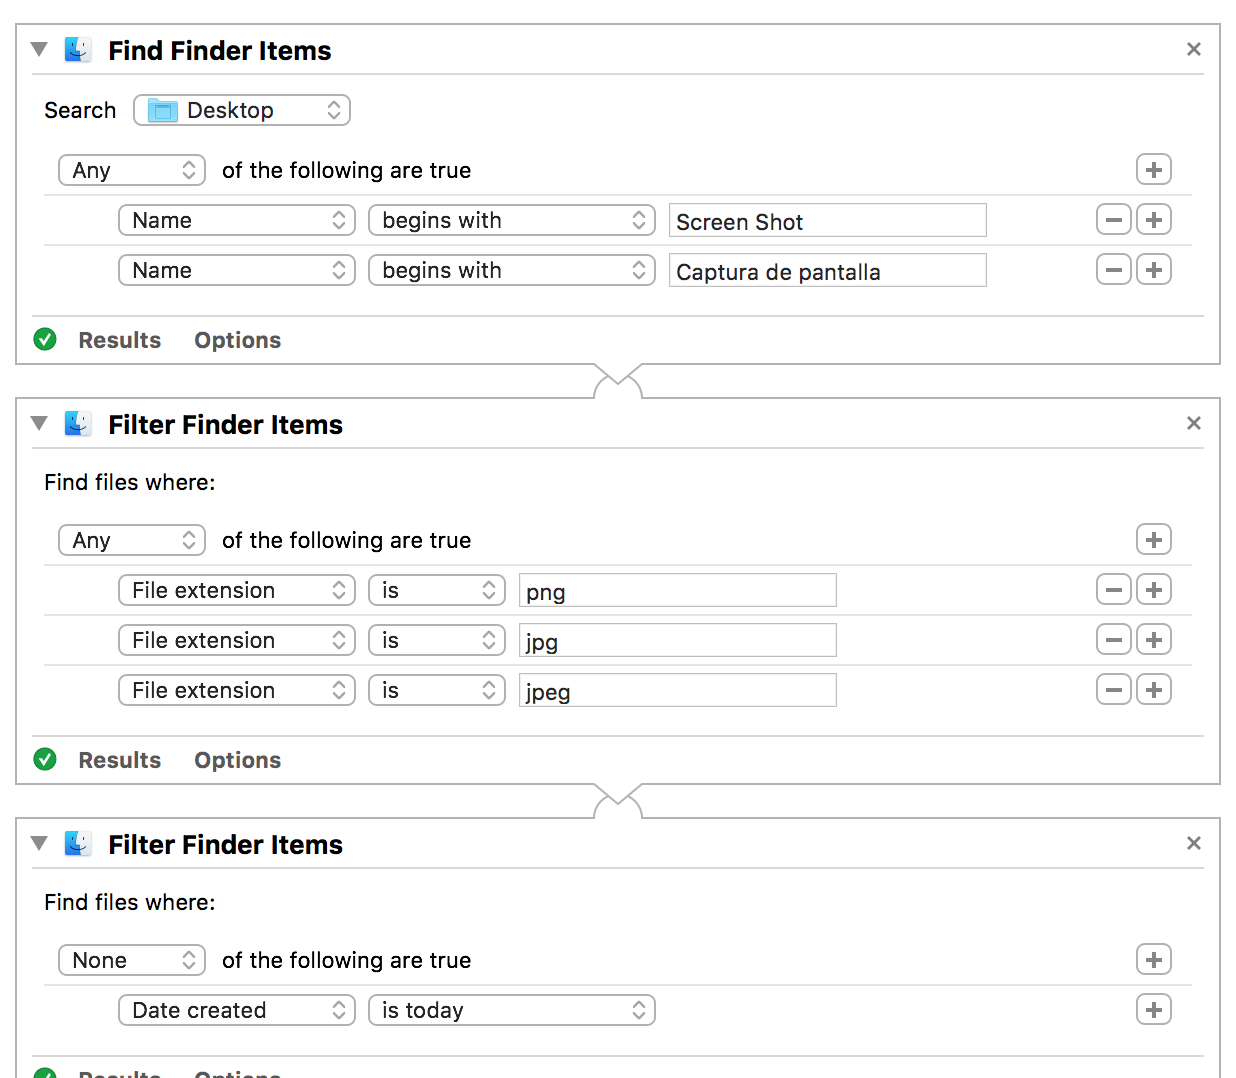 Find Finder Items
Search Desktop
Any of the following are true
Name begins with Screen Shot
Name begins with Captura de pantalla
Results Options
Filter Finder Items
Find files where:
Any of the following are true
File extension is png
File extension is jpg
File extension is jpeg
Results Options
Filter Finder Items
Find files where:
None of the following are true
Date created is today
Results Options